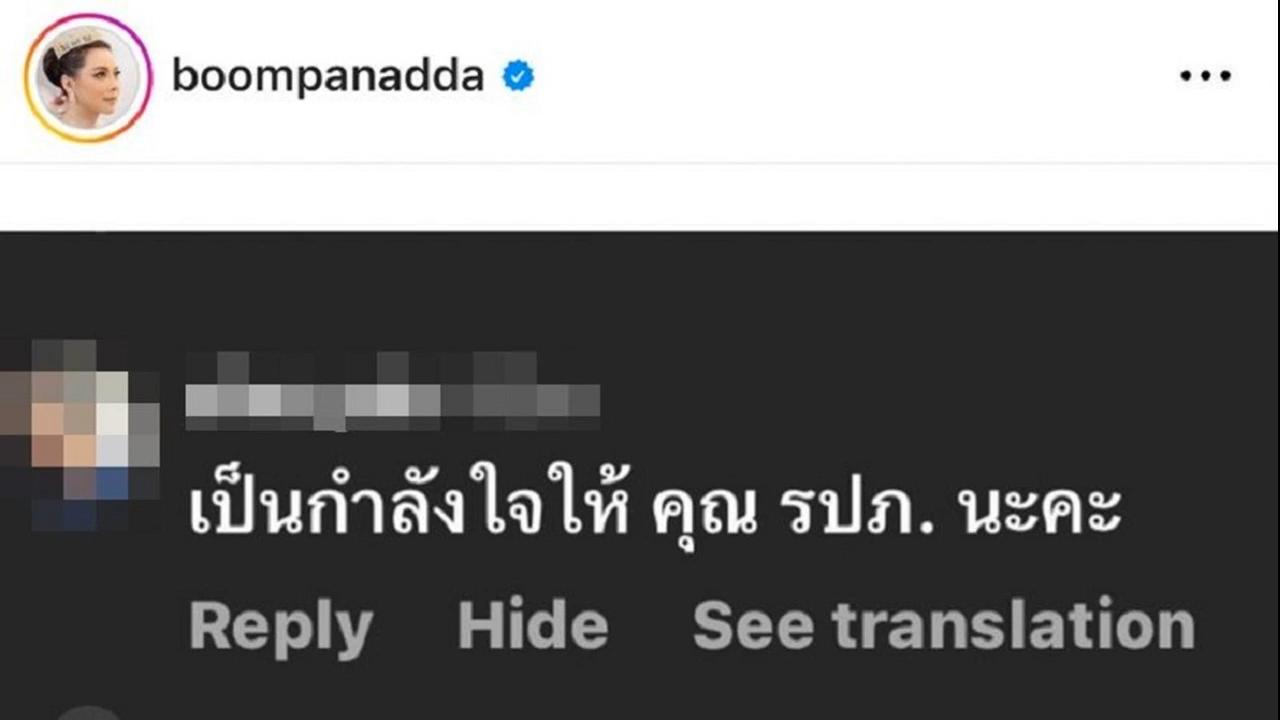 boompanadda
เป็นกำลังใจให้ คุณ รปภ. นะคะ
Reply Hide See translation